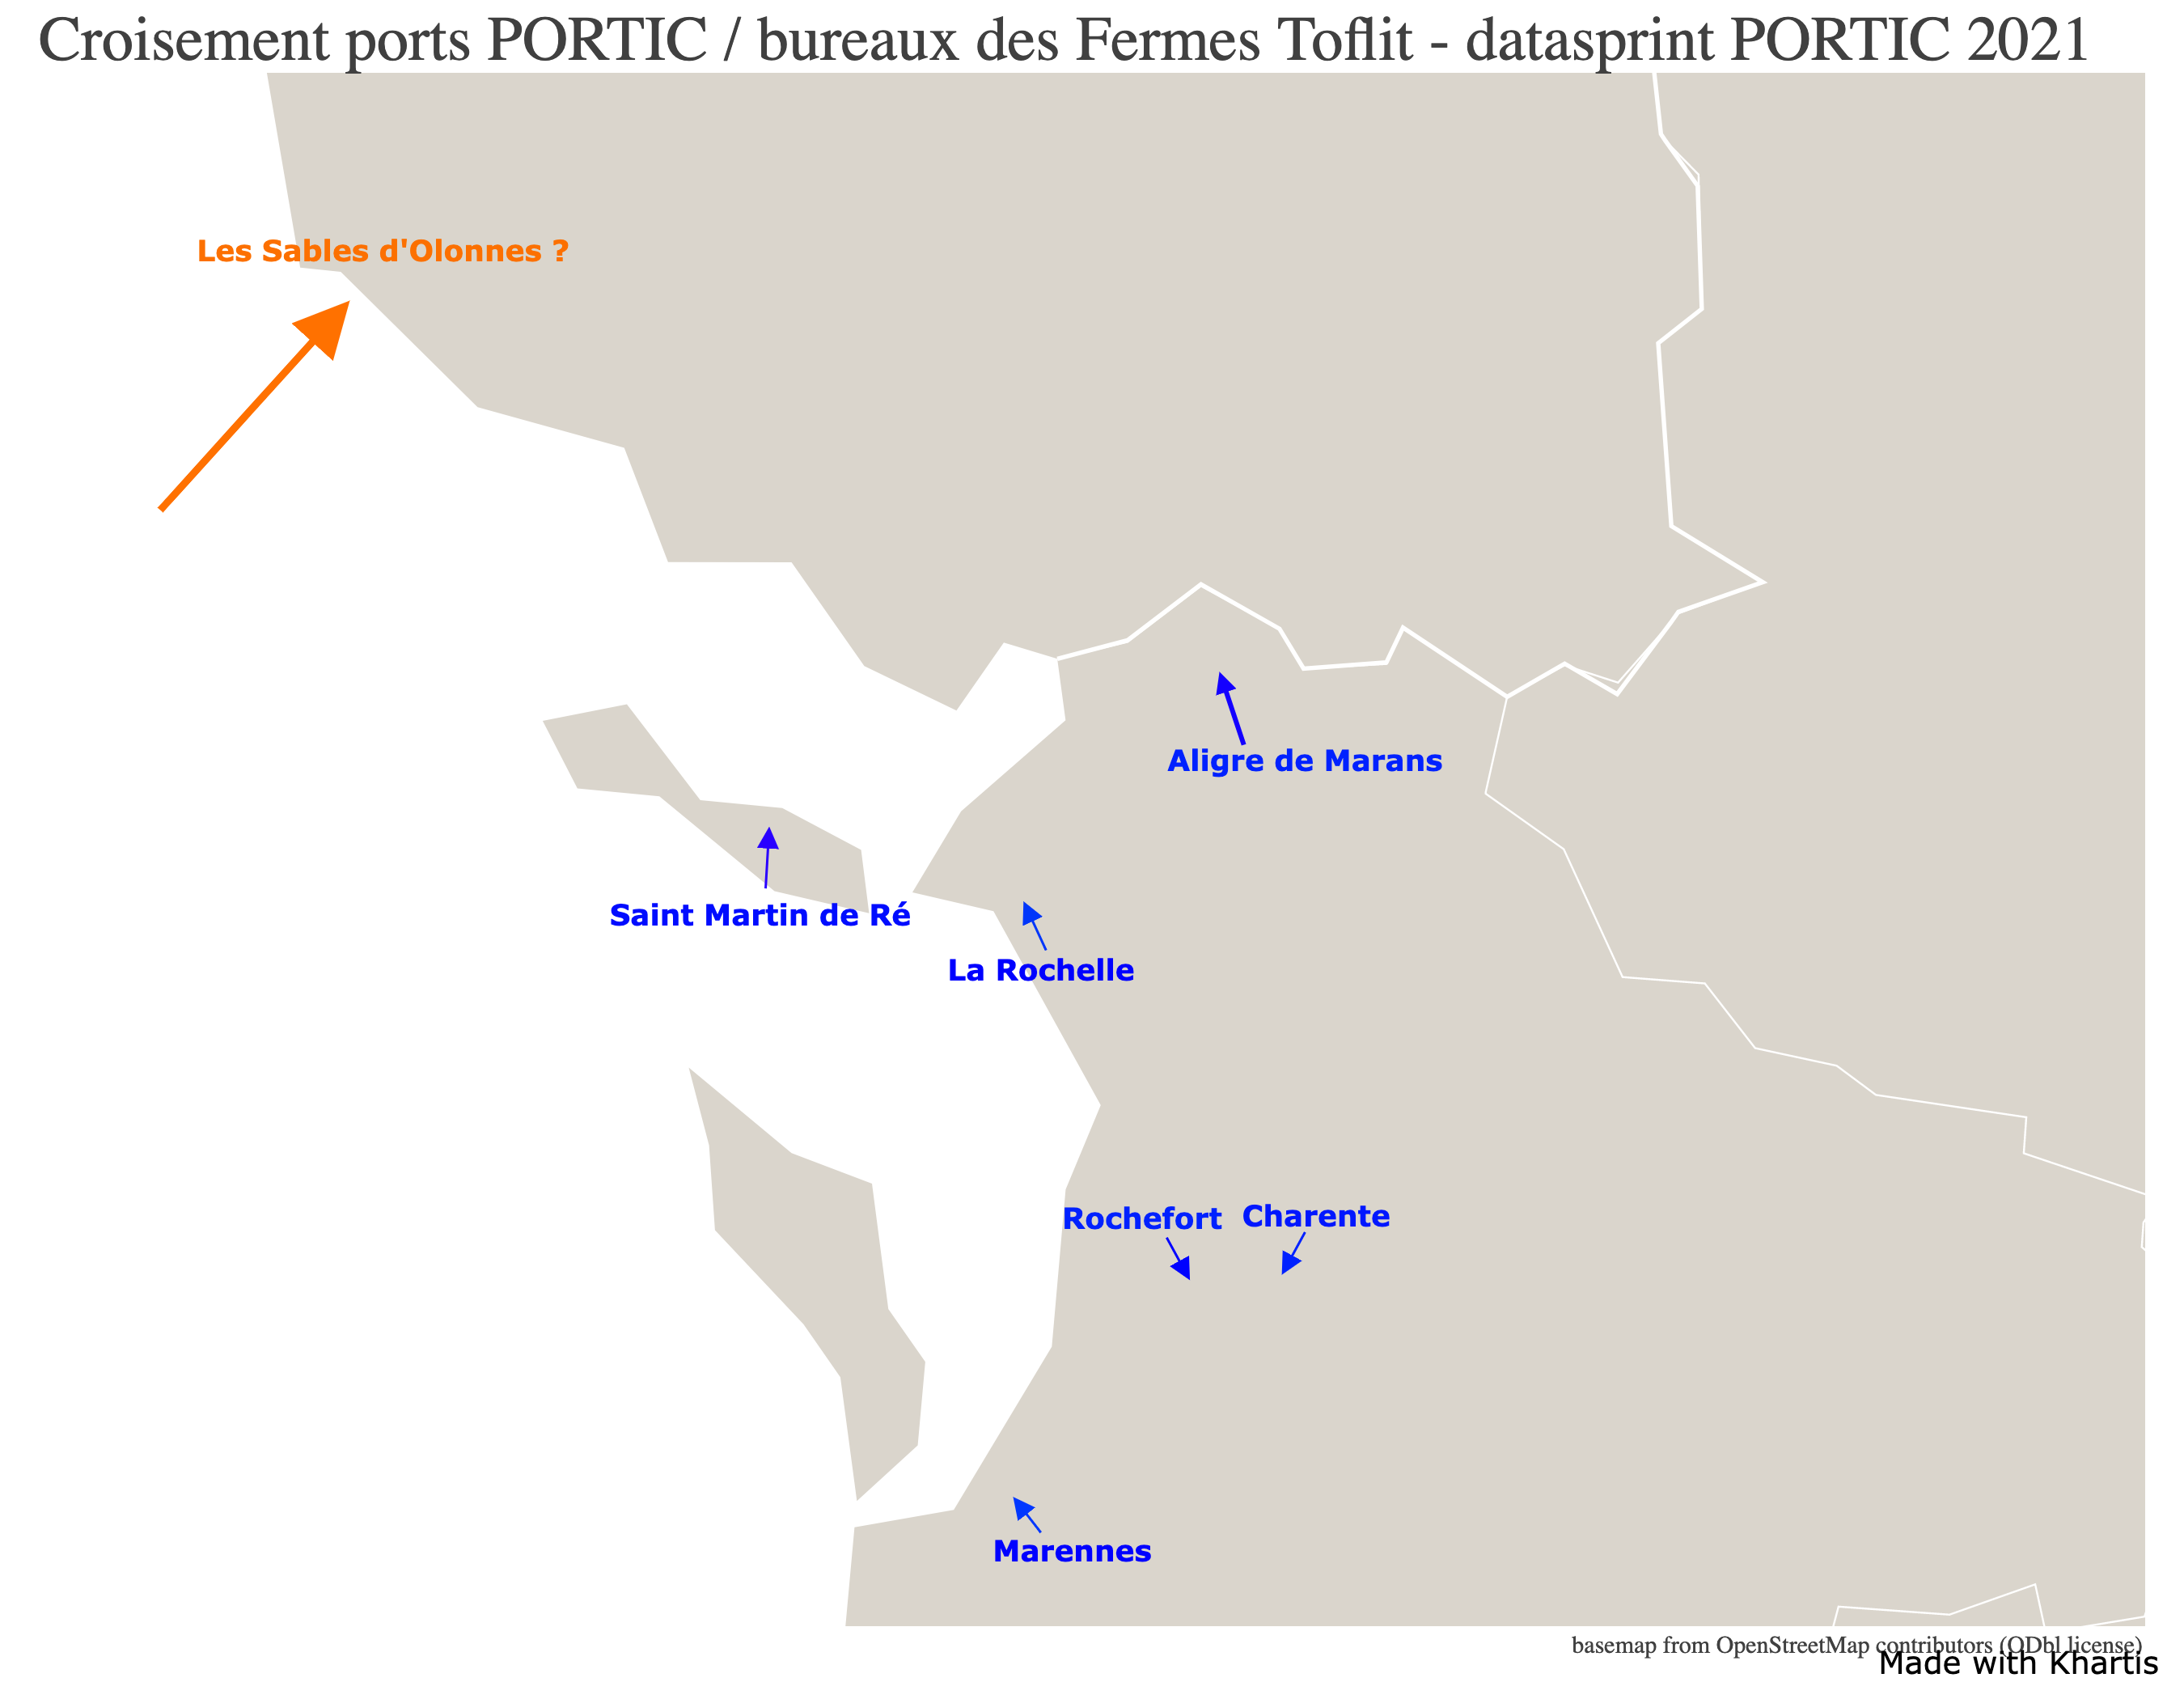 Croisement ports PORTIC / bureaux des Fermes Toflit - datasprint PORTIC 2021
Les Sables d'Olonnes ?
Aligre de Marans
Saint Martin de Ré
La Rochelle
Rochefort
Charente
Marennes
basemap from OpenStreetMap contributors (ODbl license)
Made with Khartis